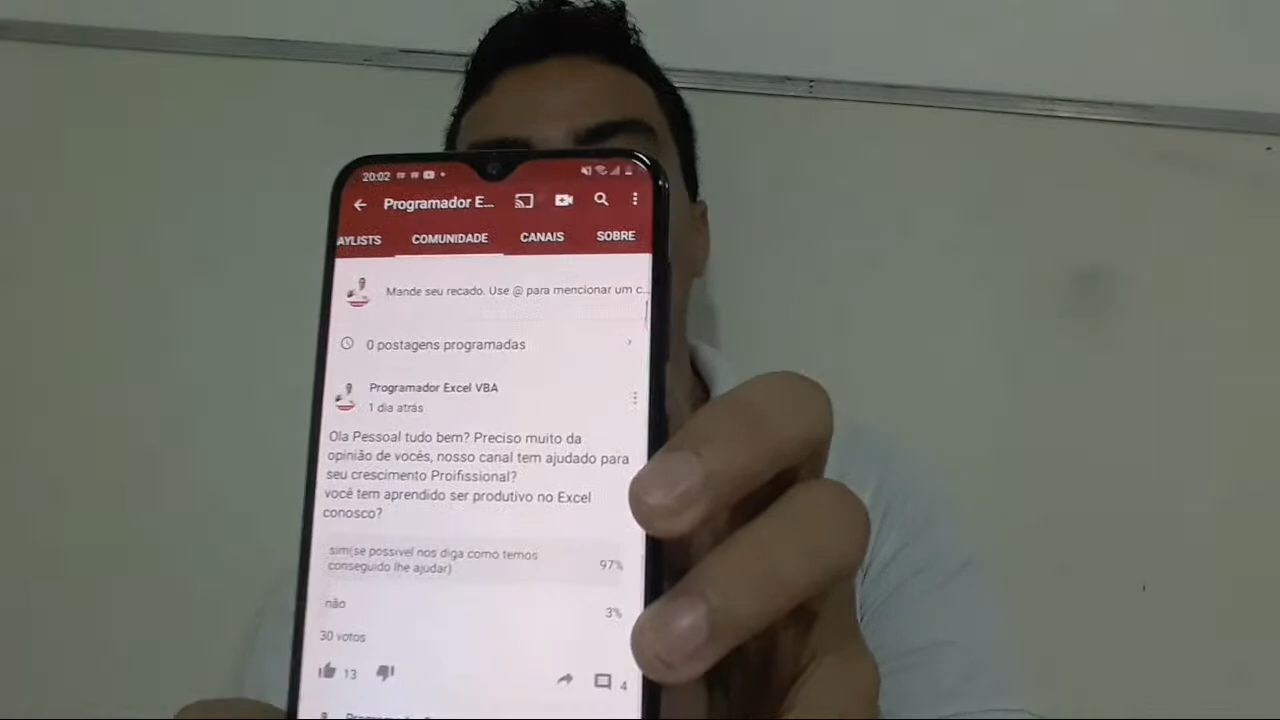 20:02
Programador E...
AYLISTS COMUNIDADE CANAIS SOBRE
Mande seu recado. Use @ para mencionar um c...
0 postagens programadas
Programador Excel VBA
1 dia atrás
Ola Pessoal tudo bem? Preciso muito da
opinião de vocês, nosso canal tem ajudado para
seu crescimento Proifissional?
você tem aprendido ser produtivo no Excel
conosco?
sim(se possivel nos diga como temos
conseguido lhe ajudar)
97%
não
3%
30 votos
13
4